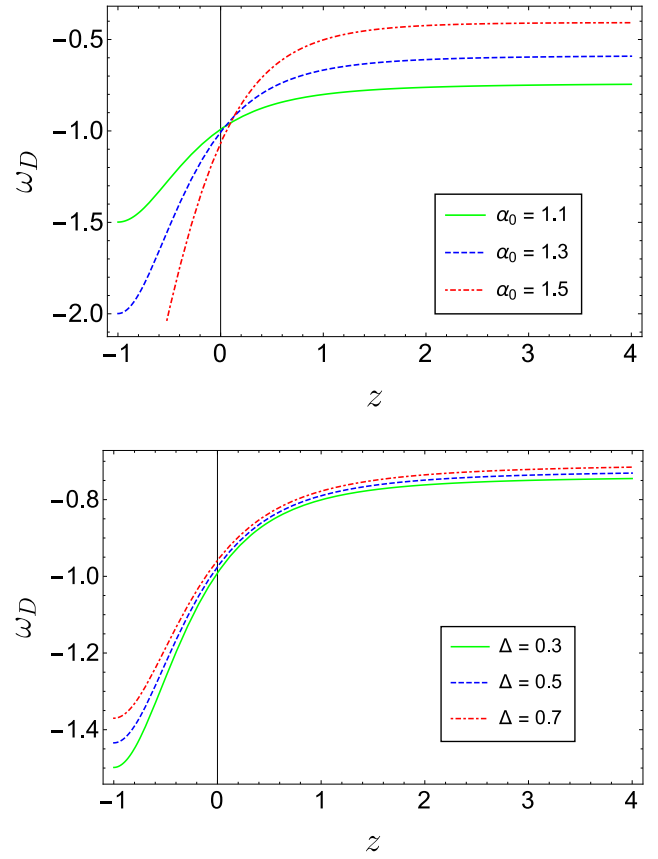 −0.5
−1.0
−1.5
−2.0
ω_D
α₀ = 1.1
α₀ = 1.3
α₀ = 1.5
−1 0 1 2 3 4
z
−0.8
−1.0
−1.2
−1.4
ω_D
Δ = 0.3
Δ = 0.5
Δ = 0.7
−1 0 1 2 3 4
z